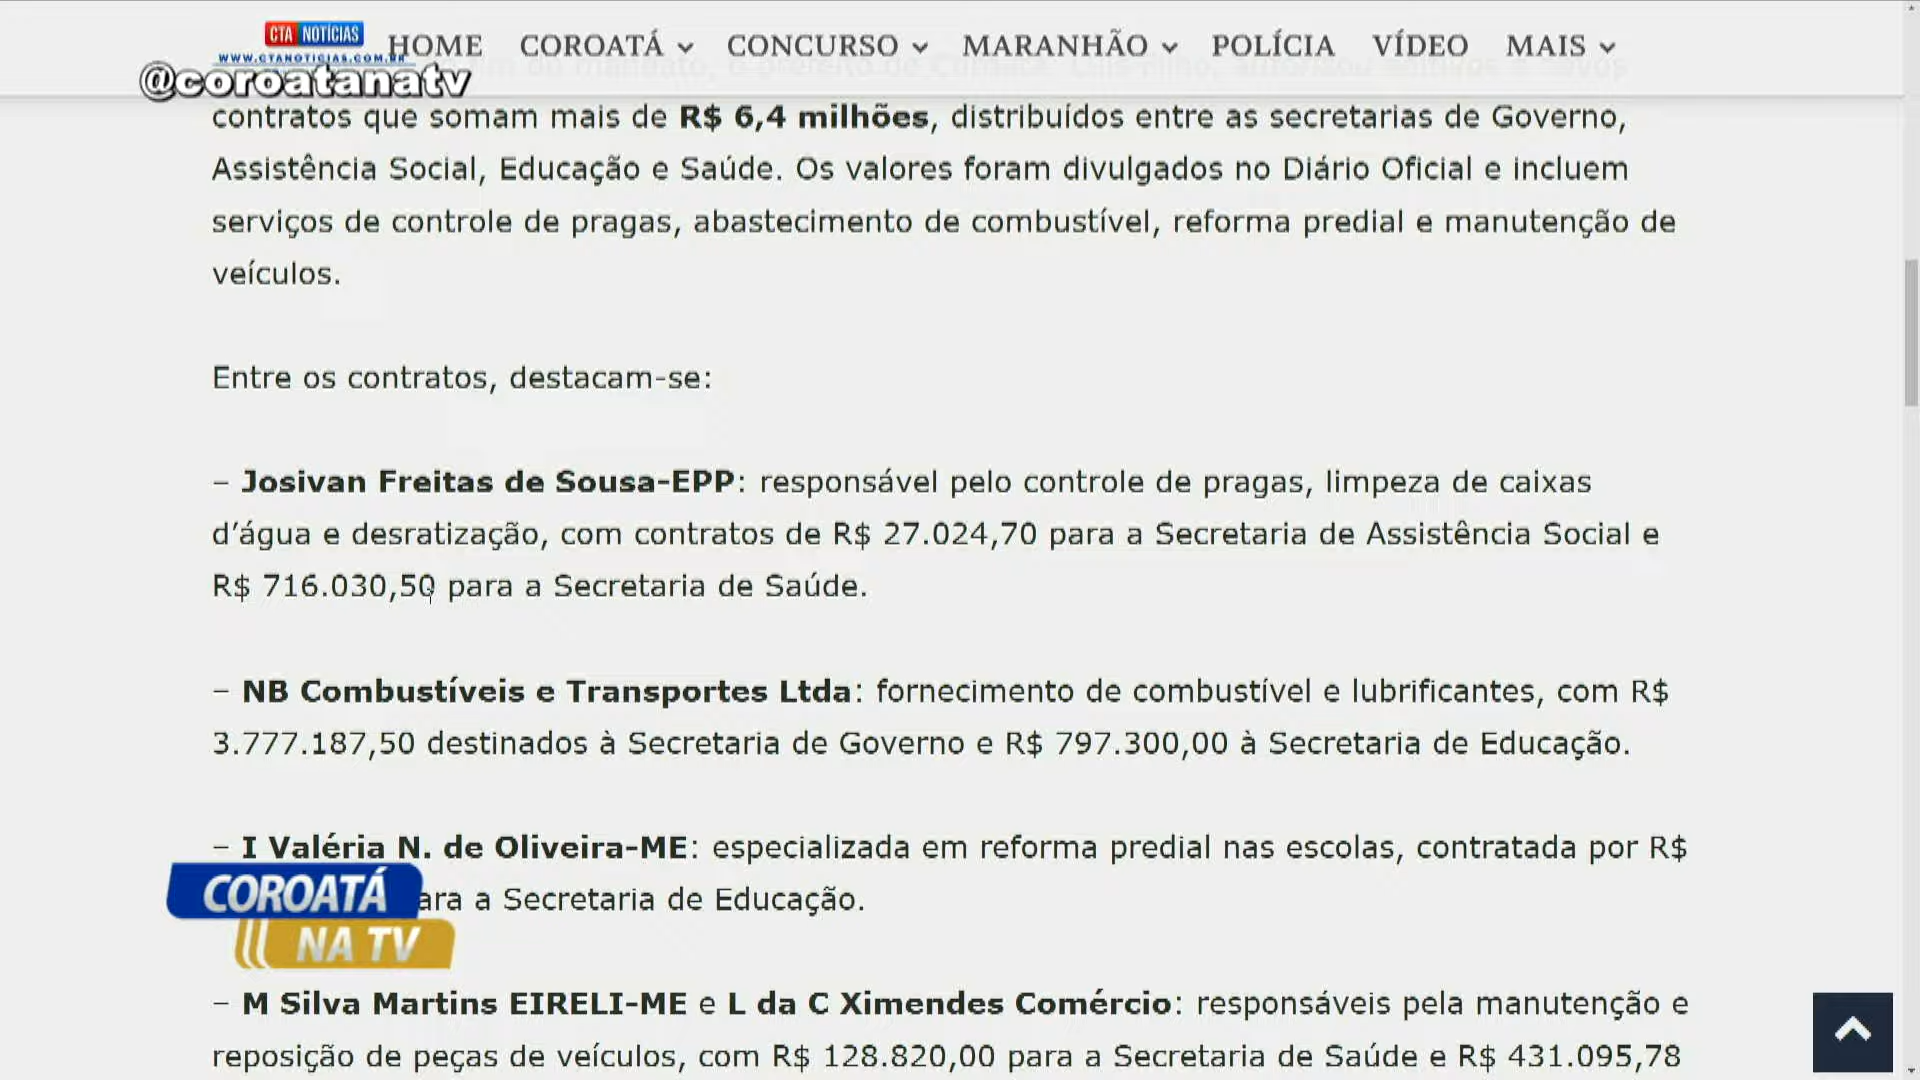 CTA NOTÍCIAS
WWW.CTANOTICIAS.COM.BR
@coroatanatv
HOME COROATÁ CONCURSO MARANHÃO POLÍCIA VÍDEO MAIS
contratos que somam mais de R$ 6,4 milhões, distribuídos entre as secretarias de Governo,
Assistência Social, Educação e Saúde. Os valores foram divulgados no Diário Oficial e incluem
serviços de controle de pragas, abastecimento de combustível, reforma predial e manutenção de
veículos.
Entre os contratos, destacam-se:
– Josivan Freitas de Sousa-EPP: responsável pelo controle de pragas, limpeza de caixas
d’água e desratização, com contratos de R$ 27.024,70 para a Secretaria de Assistência Social e
R$ 716.030,50 para a Secretaria de Saúde.
– NB Combustíveis e Transportes Ltda: fornecimento de combustível e lubrificantes, com R$
3.777.187,50 destinados à Secretaria de Governo e R$ 797.300,00 à Secretaria de Educação.
– I Valéria N. de Oliveira-ME: especializada em reforma predial nas escolas, contratada por R$
a Secretaria de Educação.
COROATÁ
NA TV
– M Silva Martins EIRELI-ME e L da C Ximendes Comércio: responsáveis pela manutenção e
reposição de peças de veículos, com R$ 128.820,00 para a Secretaria de Saúde e R$ 431.095,78